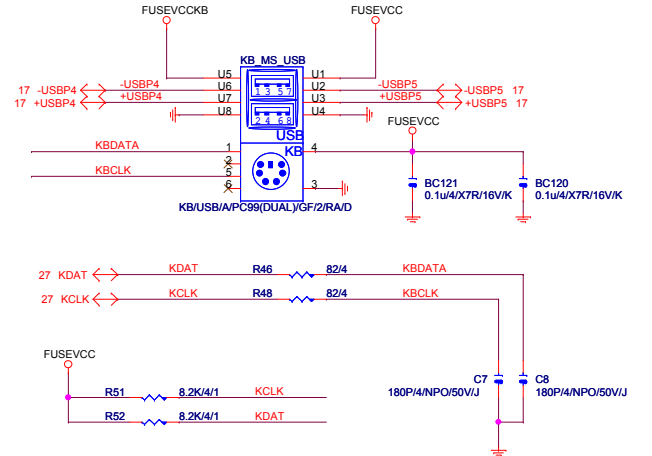 FUSEVCCKB FUSEVCC
KB_MS_USB
U5 U1
17 -USBP4 -USBP4 U6 U2 -USBP5 -USBP5 17
17 +USBP4 +USBP4 U7 U3 +USBP5 +USBP5 17
U8 U4
1 3 5 7
2 4 6 8
USB
FUSEVCC
KBDATA 1 KB 4
2
KBCLK 5
6 3
BC121
0.1u/4/X7R/16V/K
BC120
0.1u/4/X7R/16V/K
KB/USB/A/PC99(DUAL)/GF/2/RA/D
27 KDAT KDAT R46 82/4 KBDATA
27 KCLK KCLK R48 82/4 KBCLK
FUSEVCC
R51 8.2K/4/1 KCLK
R52 8.2K/4/1 KDAT
C7
180P/4/NPO/50V/J
C8
180P/4/NPO/50V/J